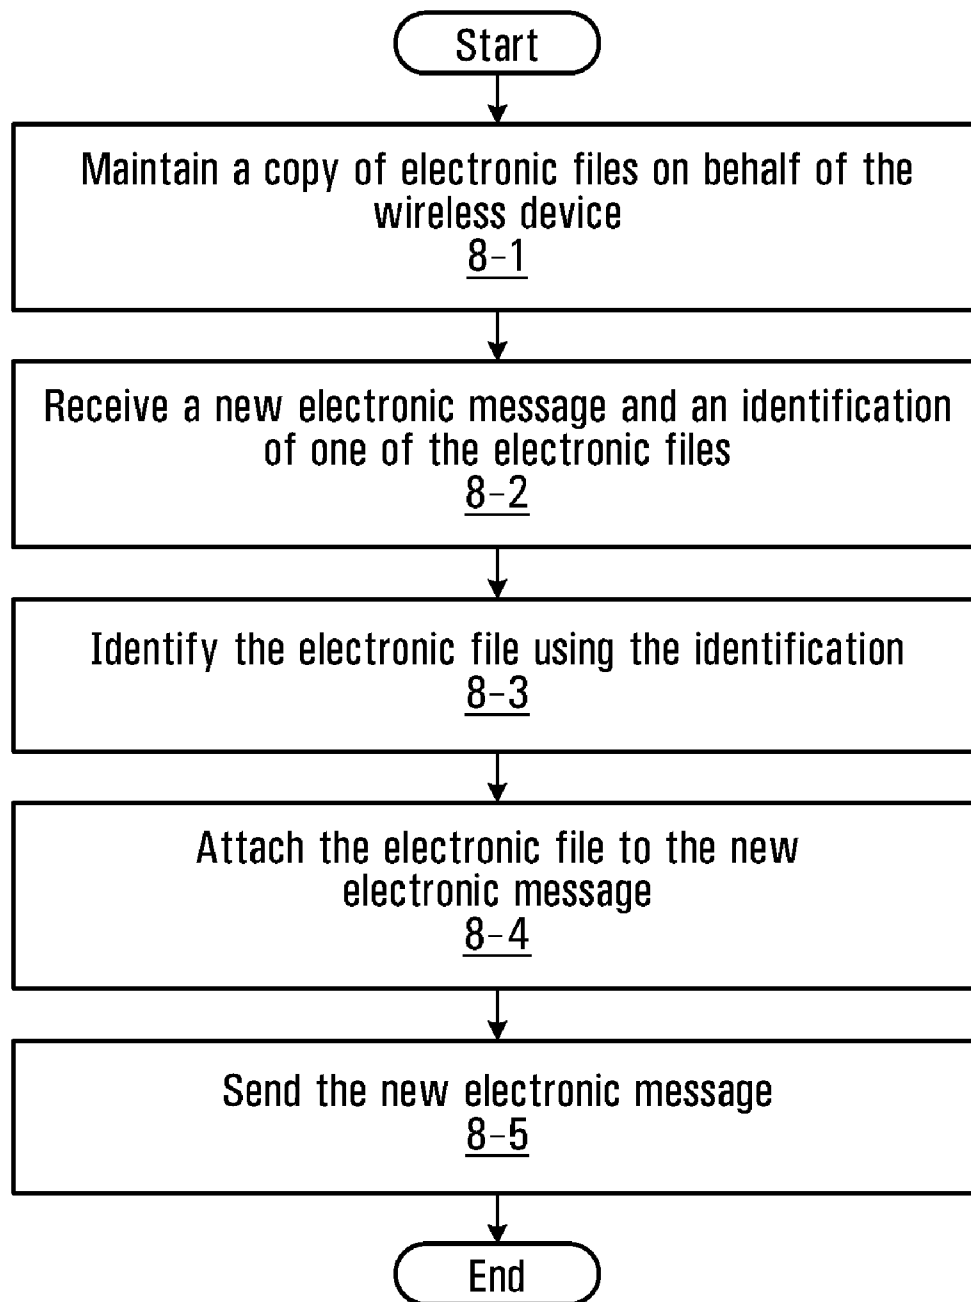 Start
Maintain a copy of electronic files on behalf of the
wireless device
8-1
Receive a new electronic message and an identification
of one of the electronic files
8-2
Identify the electronic file using the identification
8-3
Attach the electronic file to the new
electronic message
8-4
Send the new electronic message
8-5
End